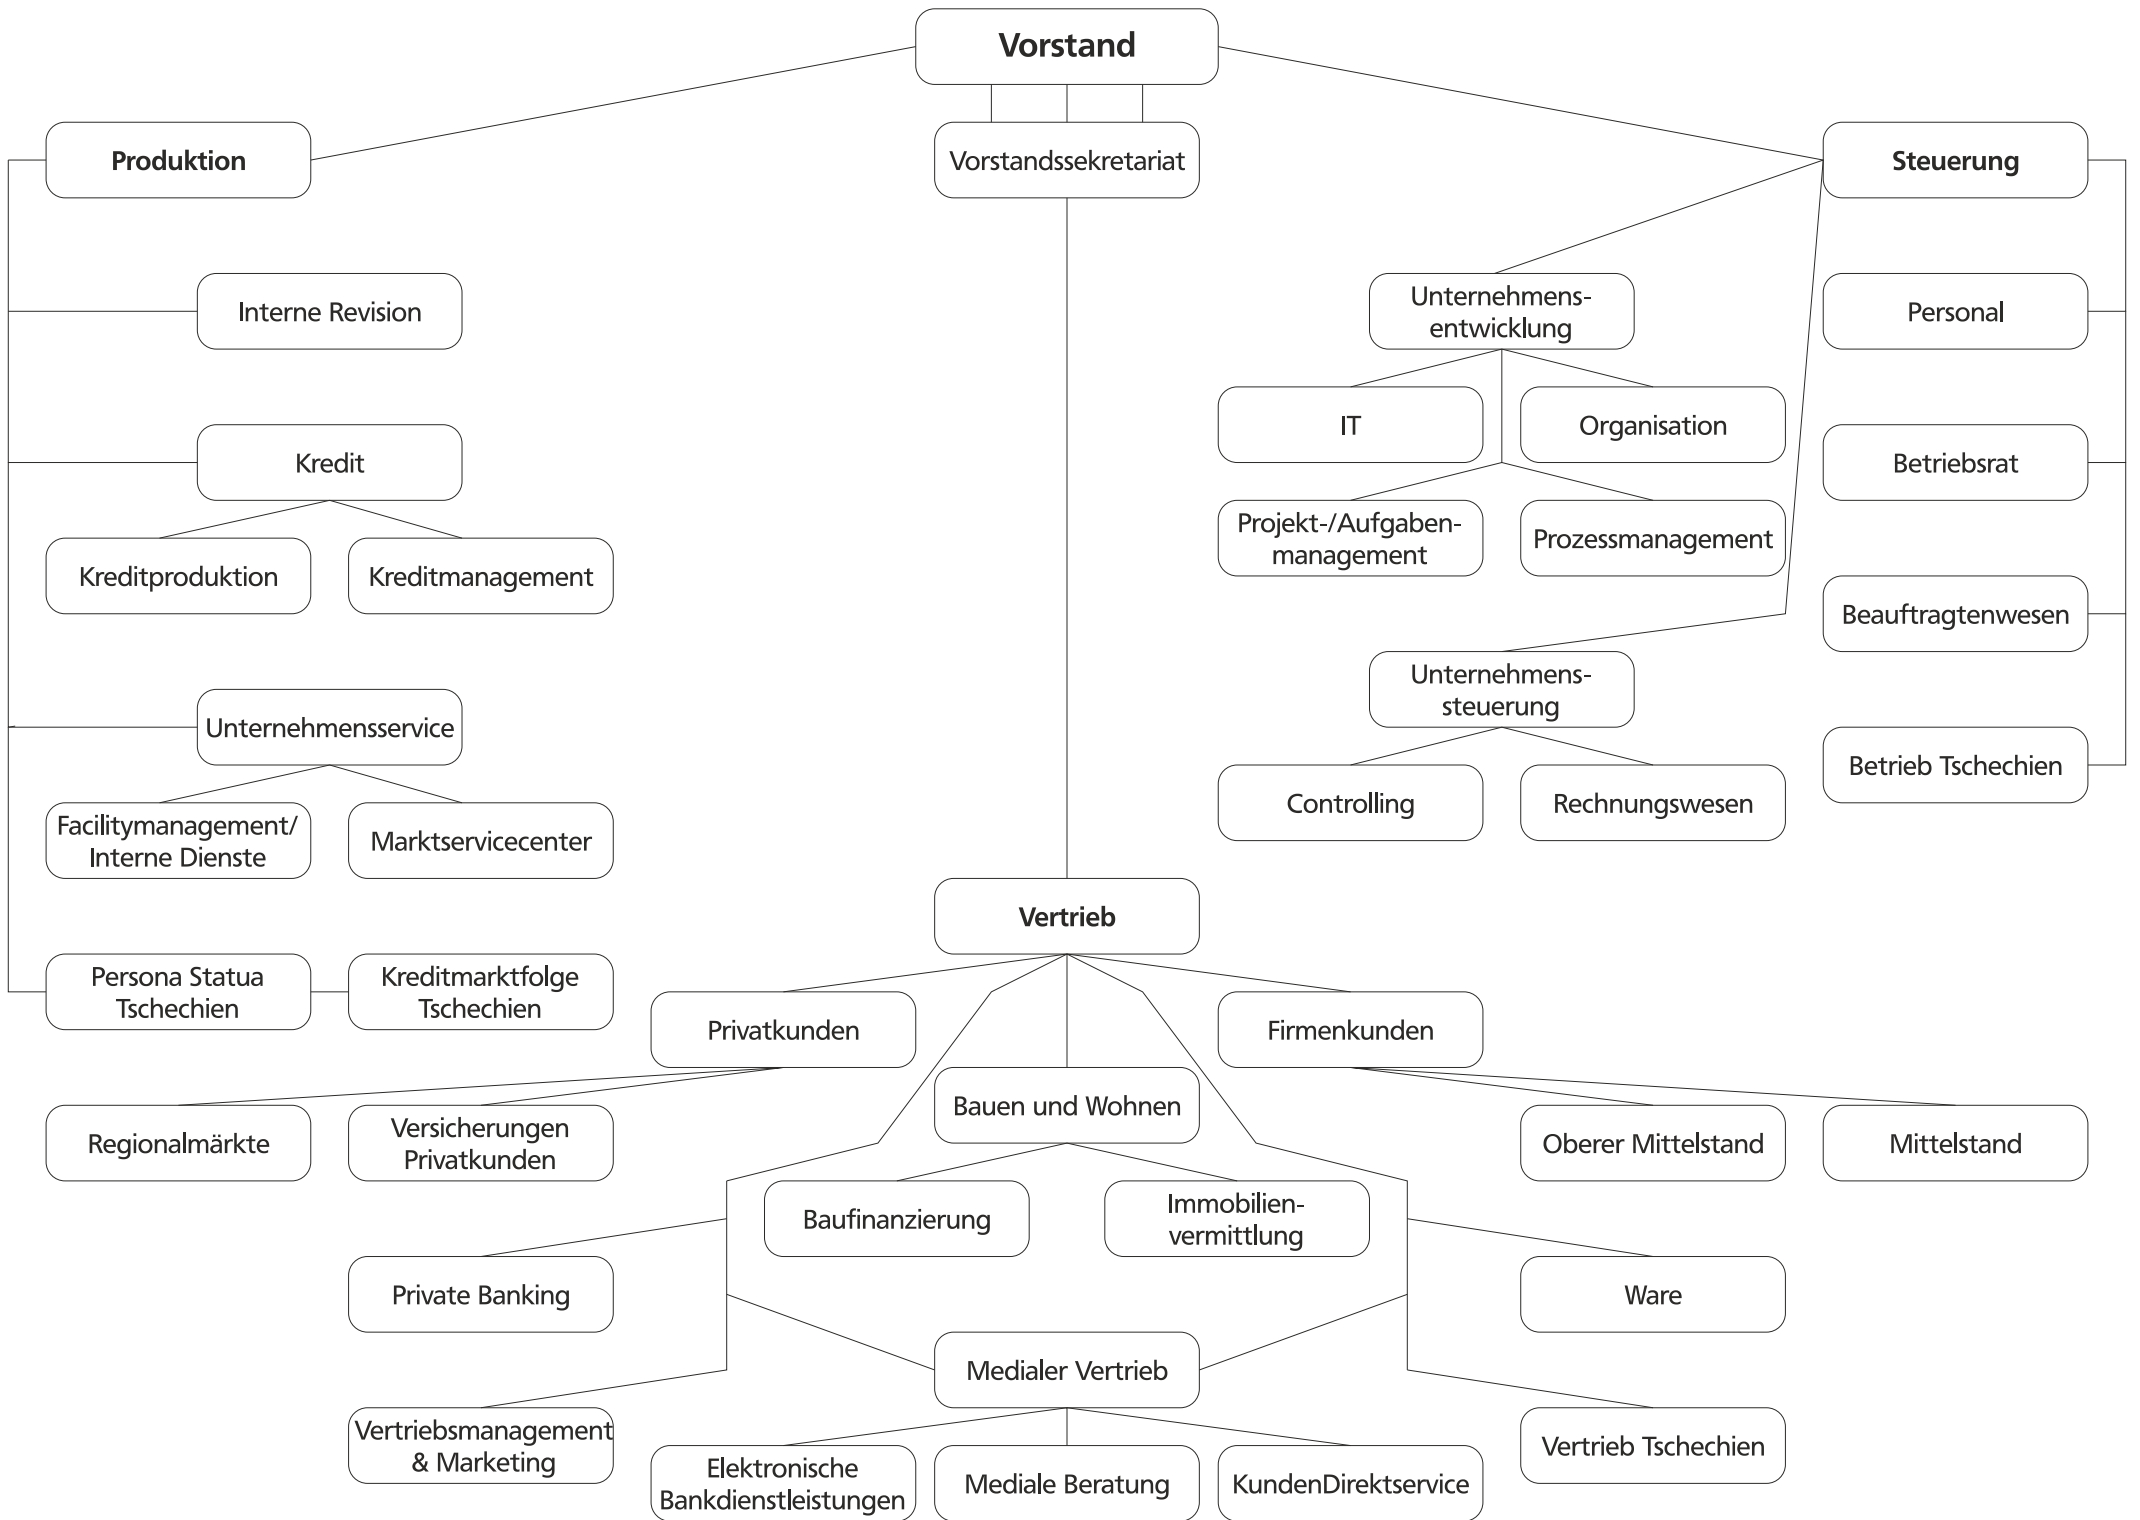 Vorstand
Produktion
Vorstandssekretariat
Steuerung
Interne Revision
Unternehmens-
entwicklung
Personal
IT
Organisation
Kredit
Betriebsrat
Projekt-/Aufgaben-
management
Prozessmanagement
Kreditproduktion
Kreditmanagement
Beauftragtenwesen
Unternehmens-
steuerung
Unternehmensservice
Betrieb Tschechien
Controlling
Rechnungswesen
Facilitymanagement/
Interne Dienste
Marktservicecenter
Vertrieb
Persona Statua
Tschechien
Kreditmarktfolge
Tschechien
Privatkunden
Firmenkunden
Bauen und Wohnen
Regionalmärkte
Versicherungen
Privatkunden
Oberer Mittelstand
Mittelstand
Baufinanzierung
Immobilien-
vermittlung
Private Banking
Ware
Medialer Vertrieb
Vertriebsmanagement
& Marketing
Vertrieb Tschechien
Elektronische
Bankdienstleistungen
Mediale Beratung
KundenDirektservice